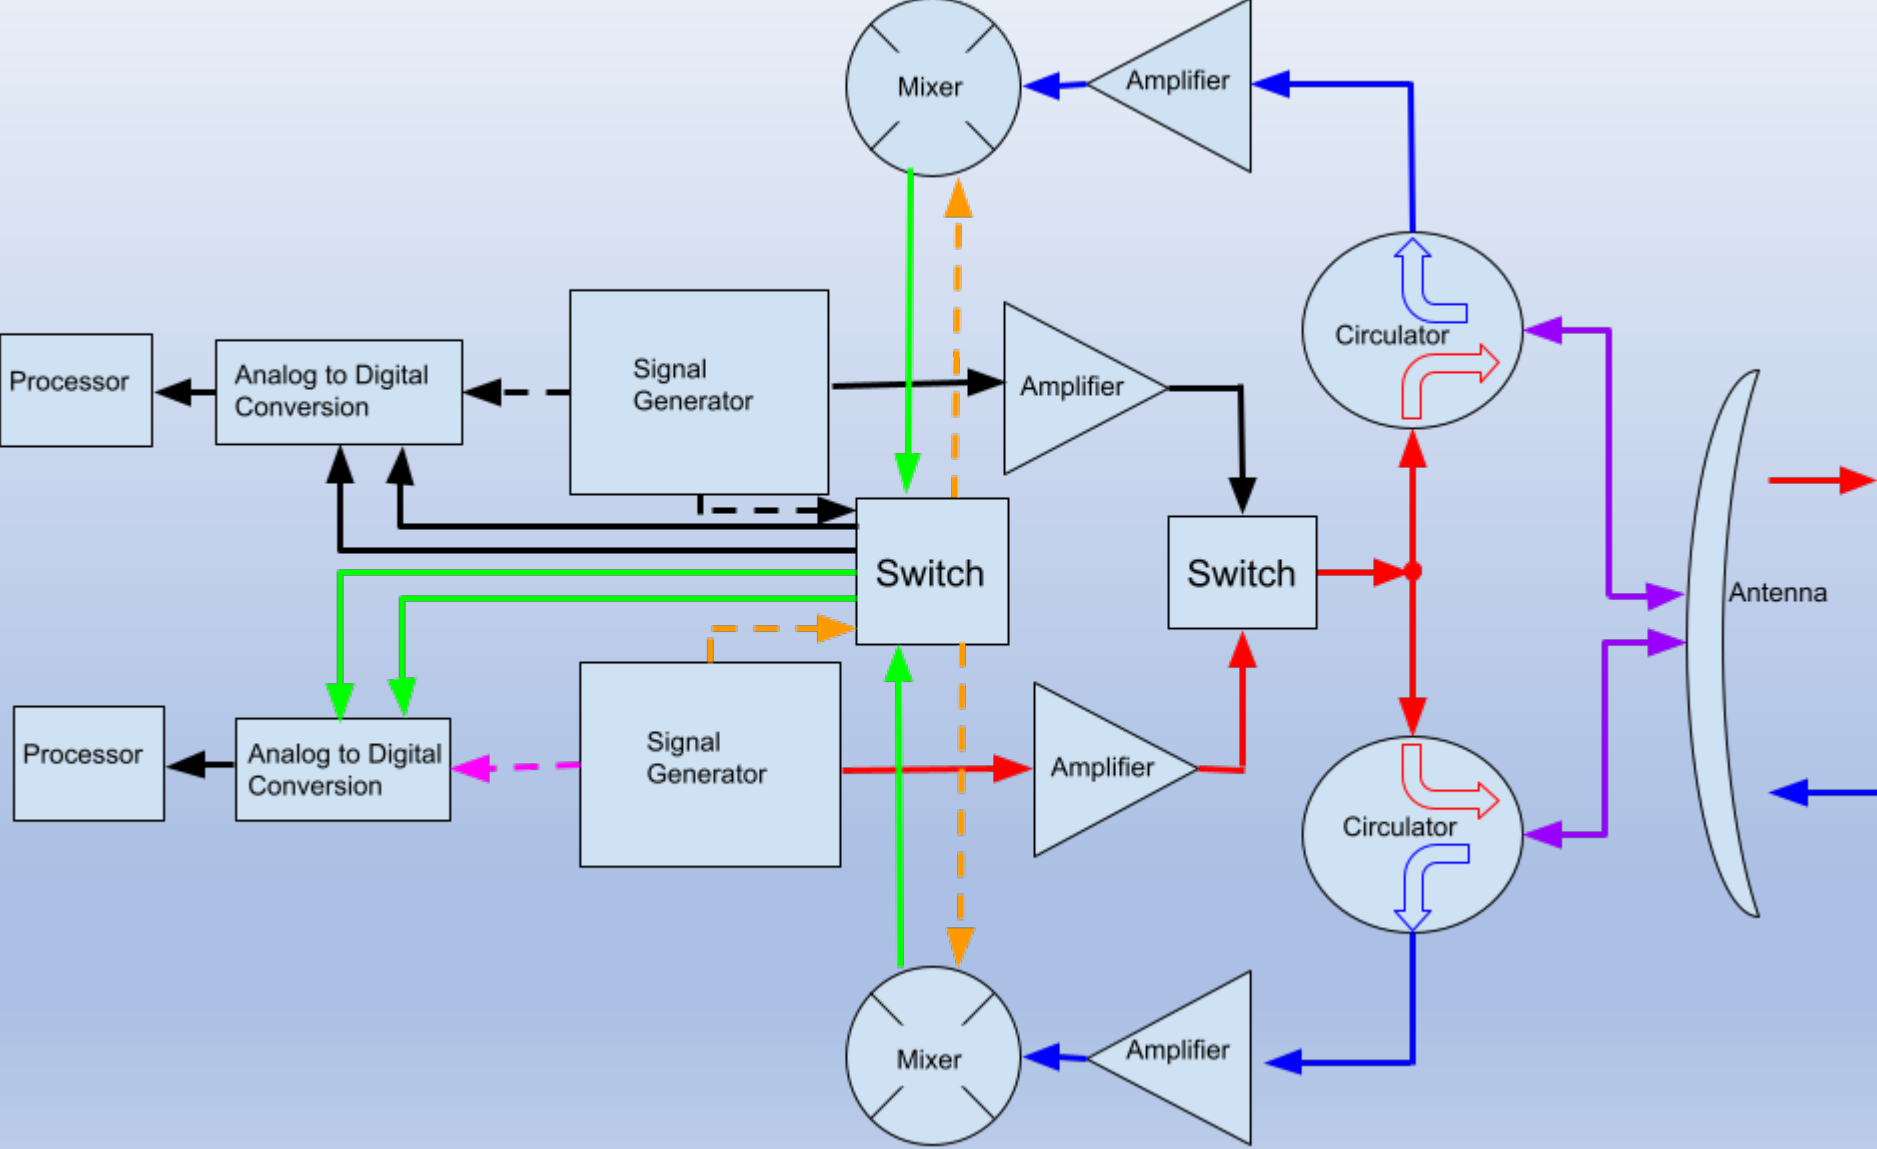 Mixer
Amplifier
Circulator
Signal
Generator
Amplifier
Analog to Digital
Conversion
Processor
Switch
Switch
Antenna
Signal
Generator
Amplifier
Analog to Digital
Conversion
Processor
Circulator
Mixer
Amplifier